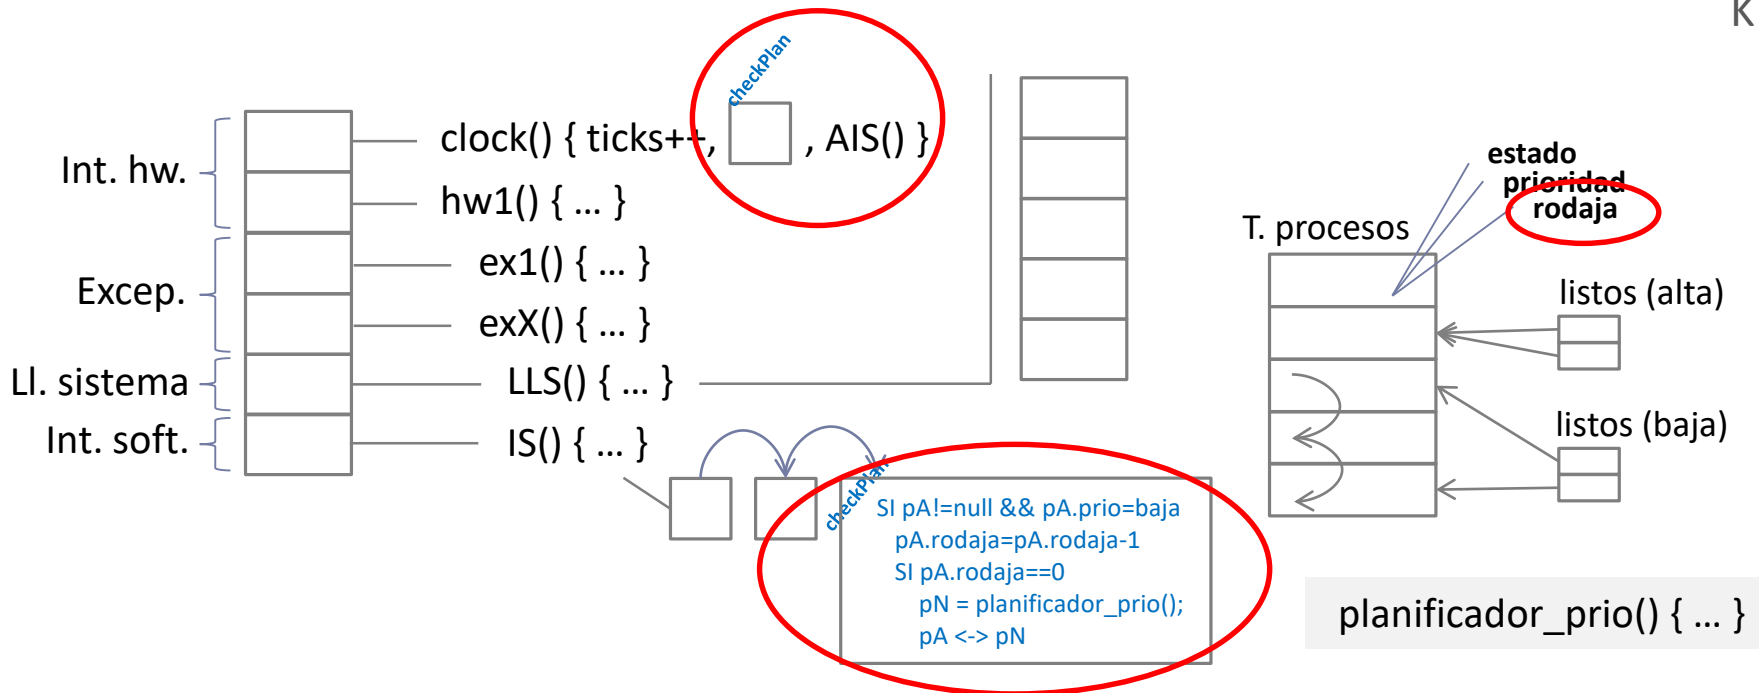 K
checkPlan
clock() { ticks++, , AIS() }
Int. hw.
hw1() { ... }
Excep.
ex1() { ... }
exX() { ... }
Ll. sistema
LLS() { ... }
Int. soft.
IS() { ... }
checkPlan
SI pA!=null && pA.prio=baja
pA.rodaja=pA.rodaja-1
SI pA.rodaja==0
pN = planificador_prio();
pA <-> pN
estado
prioridad
rodaja
T. procesos
listos (alta)
listos (baja)
planificador_prio() { ... }